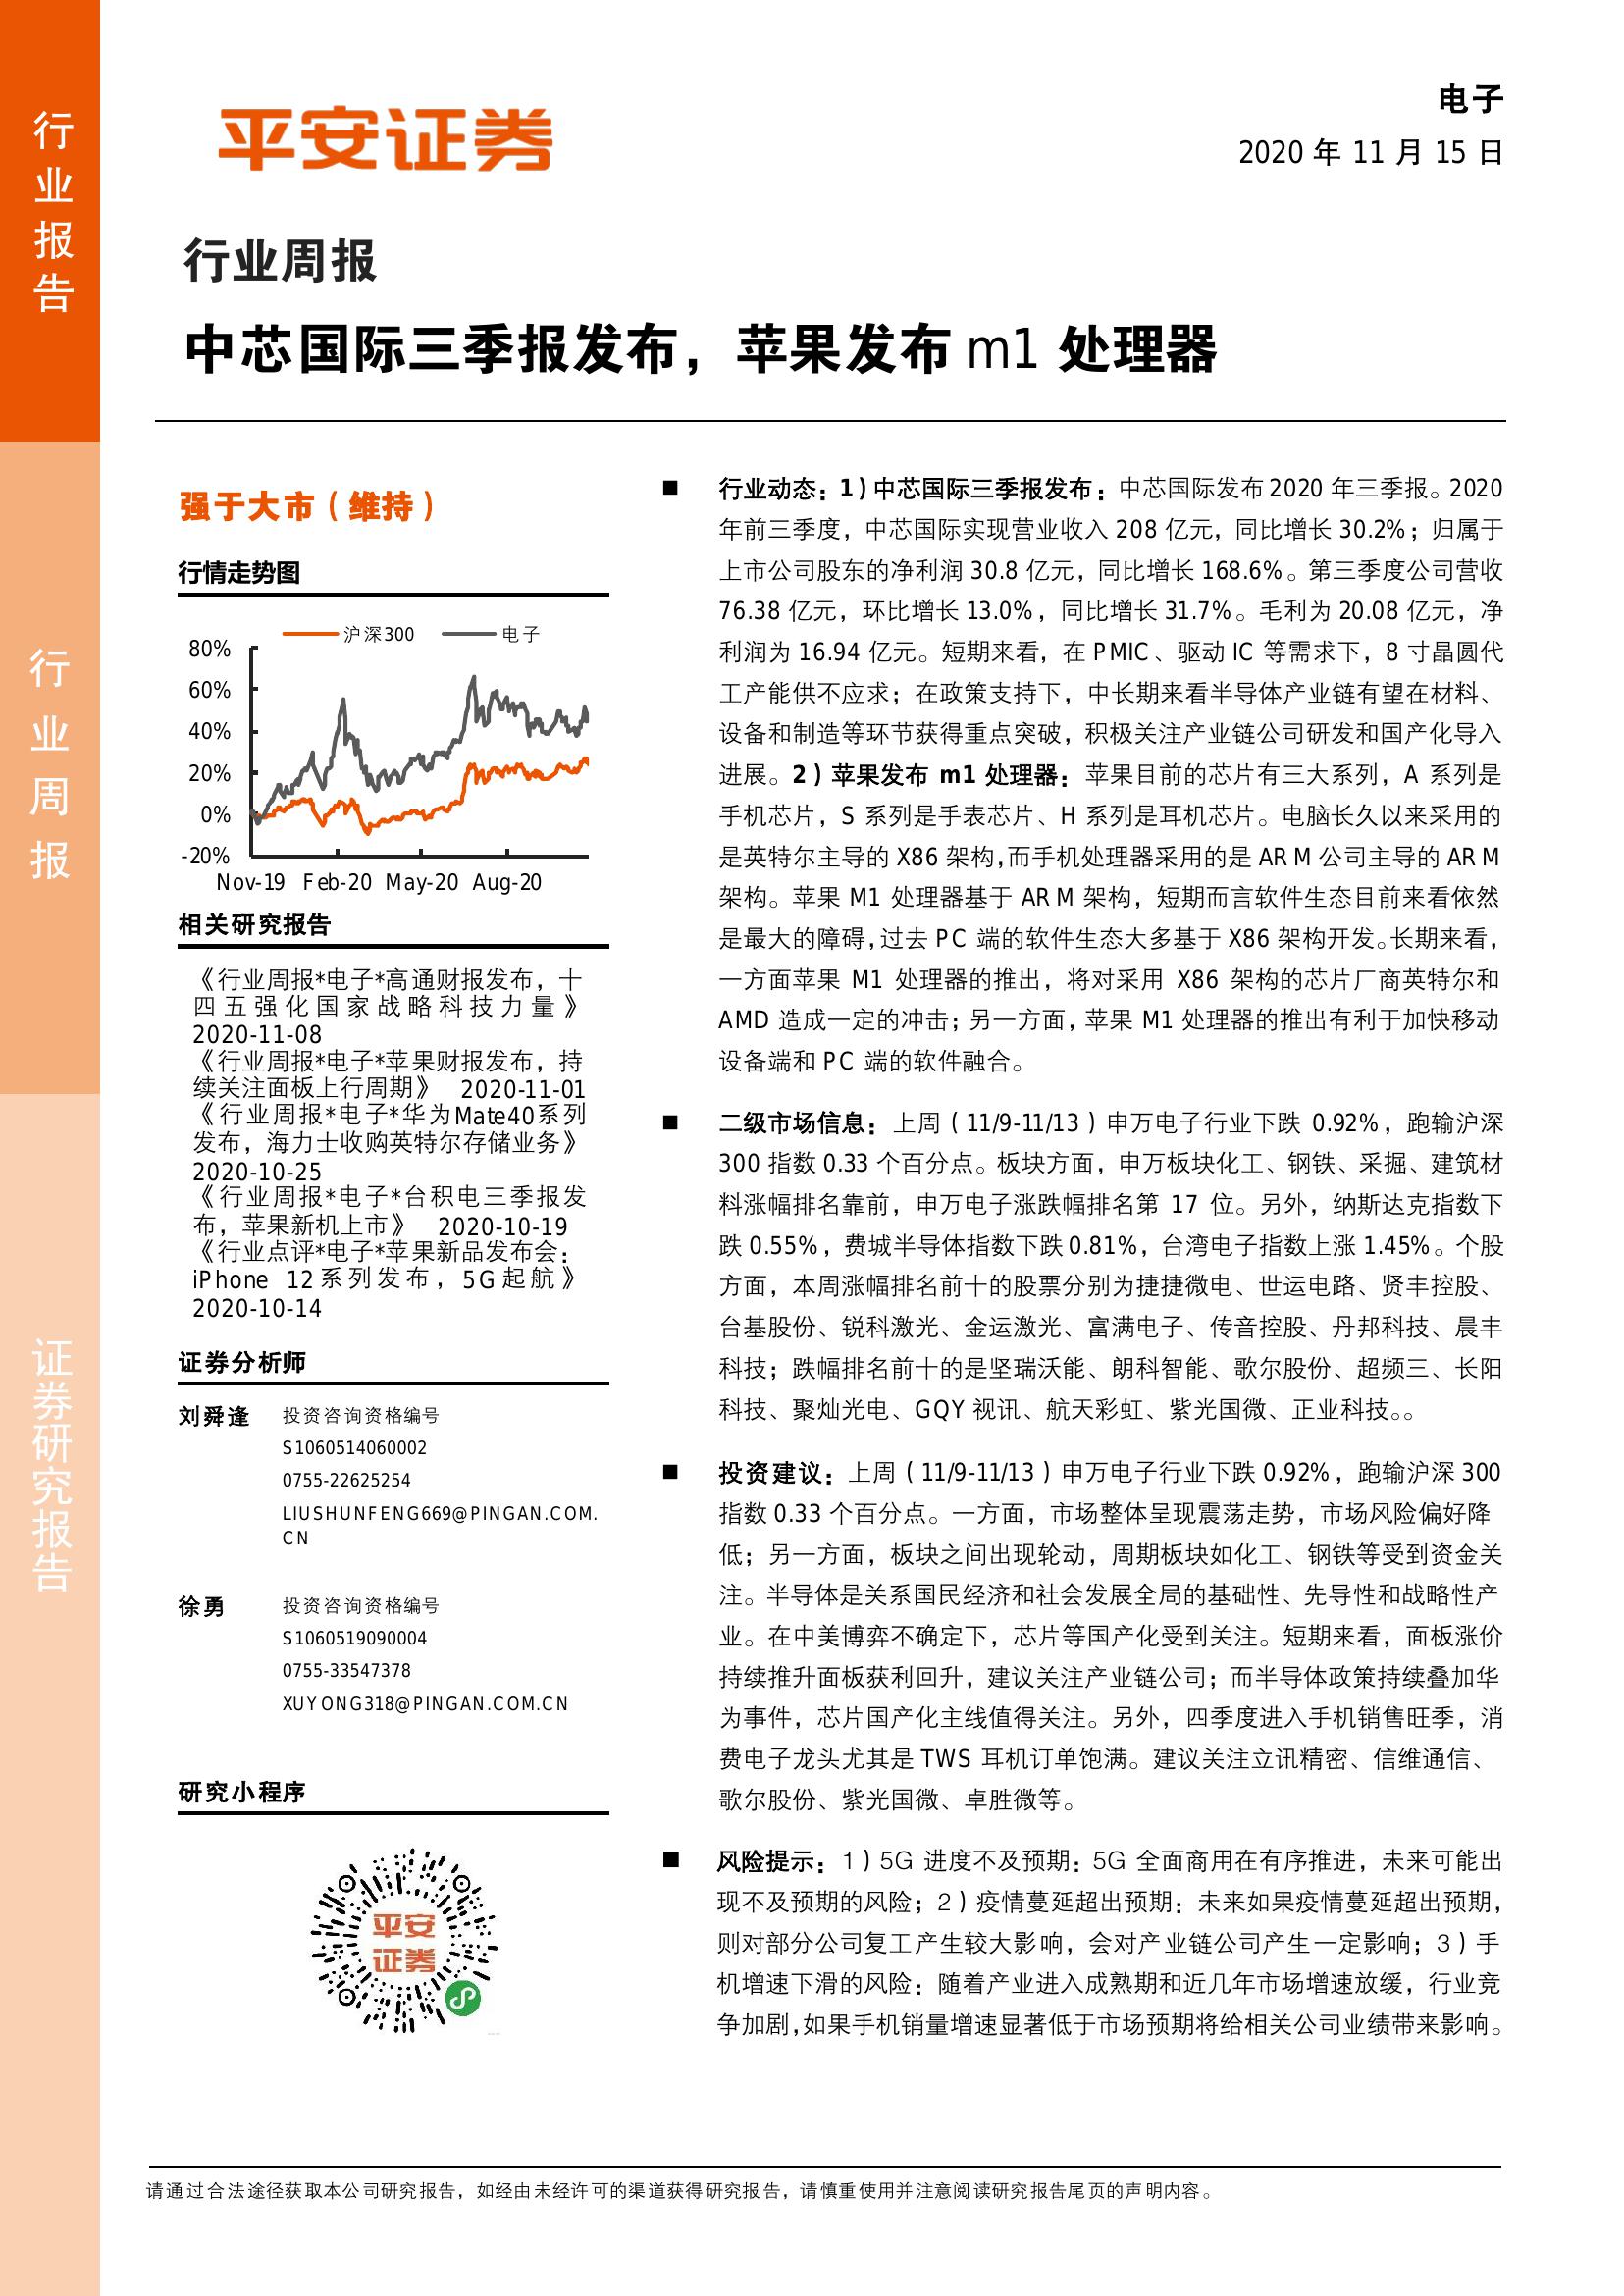 行业报告
行业周报
证券研究报告
平安证券
电子
2020 年 11 月 15 日
行业周报
中芯国际三季报发布，苹果发布 m1 处理器
强于大市（维持）
行情走势图
沪深300 电子
80%
60%
40%
20%
0%
-20%
Nov-19 Feb-20 May-20 Aug-20
相关研究报告
《行业周报*电子*高通财报发布，十
四五强化国家战略科技力量》
2020-11-08
《行业周报*电子*苹果财报发布，持
续关注面板上行周期》 2020-11-01
《行业周报*电子*华为Mate40系列
发布，海力士收购英特尔存储业务》
2020-10-25
《行业周报*电子*台积电三季报发
布，苹果新机上市》 2020-10-19
《行业点评*电子*苹果新品发布会：
iPhone 12系列发布，5G起航》
2020-10-14
证券分析师
刘舜逢 投资咨询资格编号
S1060514060002
0755-22625254
LIUSHUNFENG669@PINGAN.COM.
CN
徐勇 投资咨询资格编号
S1060519090004
0755-33547378
XUYONG318@PINGAN.COM.CN
研究小程序
平安
证券
■ 行业动态：1）中芯国际三季报发布：中芯国际发布 2020 年三季报。2020
年前三季度，中芯国际实现营业收入 208 亿元，同比增长 30.2%；归属于
上市公司股东的净利润 30.8 亿元，同比增长 168.6%。第三季度公司营收
76.38 亿元，环比增长 13.0%，同比增长 31.7%。毛利为 20.08 亿元，净
利润为 16.94 亿元。短期来看，在 PMIC、驱动 IC 等需求下，8 寸晶圆代
工产能供不应求；在政策支持下，中长期来看半导体产业链有望在材料、
设备和制造等环节获得重点突破，积极关注产业链公司研发和国产化导入
进展。2）苹果发布 m1 处理器：苹果目前的芯片有三大系列，A 系列是
手机芯片，S 系列是手表芯片、H 系列是耳机芯片。电脑长久以来采用的
是英特尔主导的 X86 架构，而手机处理器采用的是 ARM 公司主导的 ARM
架构。苹果 M1 处理器基于 ARM 架构，短期而言软件生态目前来看依然
是最大的障碍，过去 PC 端的软件生态大多基于 X86 架构开发。长期来看，
一方面苹果 M1 处理器的推出，将对采用 X86 架构的芯片厂商英特尔和
AMD 造成一定的冲击；另一方面，苹果 M1 处理器的推出有利于加快移动
设备端和 PC 端的软件融合。
■ 二级市场信息：上周（11/9-11/13）申万电子行业下跌 0.92%，跑输沪深
300 指数 0.33 个百分点。板块方面，申万板块化工、钢铁、采掘、建筑材
料涨幅排名靠前，申万电子涨跌幅排名第 17 位。另外，纳斯达克指数下
跌 0.55%，费城半导体指数下跌 0.81%，台湾电子指数上涨 1.45%。个股
方面，本周涨幅排名前十的股票分别为捷捷微电、世运电路、贤丰控股、
台基股份、锐科激光、金运激光、富满电子、传音控股、丹邦科技、晨丰
科技；跌幅排名前十的是坚瑞沃能、朗科智能、歌尔股份、超频三、长阳
科技、聚灿光电、GQY 视讯、航天彩虹、紫光国微、正业科技。。
■ 投资建议：上周（11/9-11/13）申万电子行业下跌 0.92%，跑输沪深 300
指数 0.33 个百分点。一方面，市场整体呈现震荡走势，市场风险偏好降
低；另一方面，板块之间出现轮动，周期板块如化工、钢铁等受到资金关
注。半导体是关系国民经济和社会发展全局的基础性、先导性和战略性产
业。在中美博弈不确定下，芯片等国产化受到关注。短期来看，面板涨价
持续推升面板获利回升，建议关注产业链公司；而半导体政策持续叠加华
为事件，芯片国产化主线值得关注。另外，四季度进入手机销售旺季，消
费电子龙头尤其是 TWS 耳机订单饱满。建议关注立讯精密、信维通信、
歌尔股份、紫光国微、卓胜微等。
■ 风险提示：1）5G 进度不及预期：5G 全面商用在有序推进，未来可能出
现不及预期的风险；2）疫情蔓延超出预期：未来如果疫情蔓延超出预期，
则对部分公司复工产生较大影响，会对产业链公司产生一定影响；3）手
机增速下滑的风险：随着产业进入成熟期和近几年市场增速放缓，行业竞
争加剧，如果手机销量增速显著低于市场预期将给相关公司业绩带来影响。
请通过合法途径获取本公司研究报告，如经由未经许可的渠道获得研究报告，请慎重使用并注意阅读研究报告尾页的声明内容。